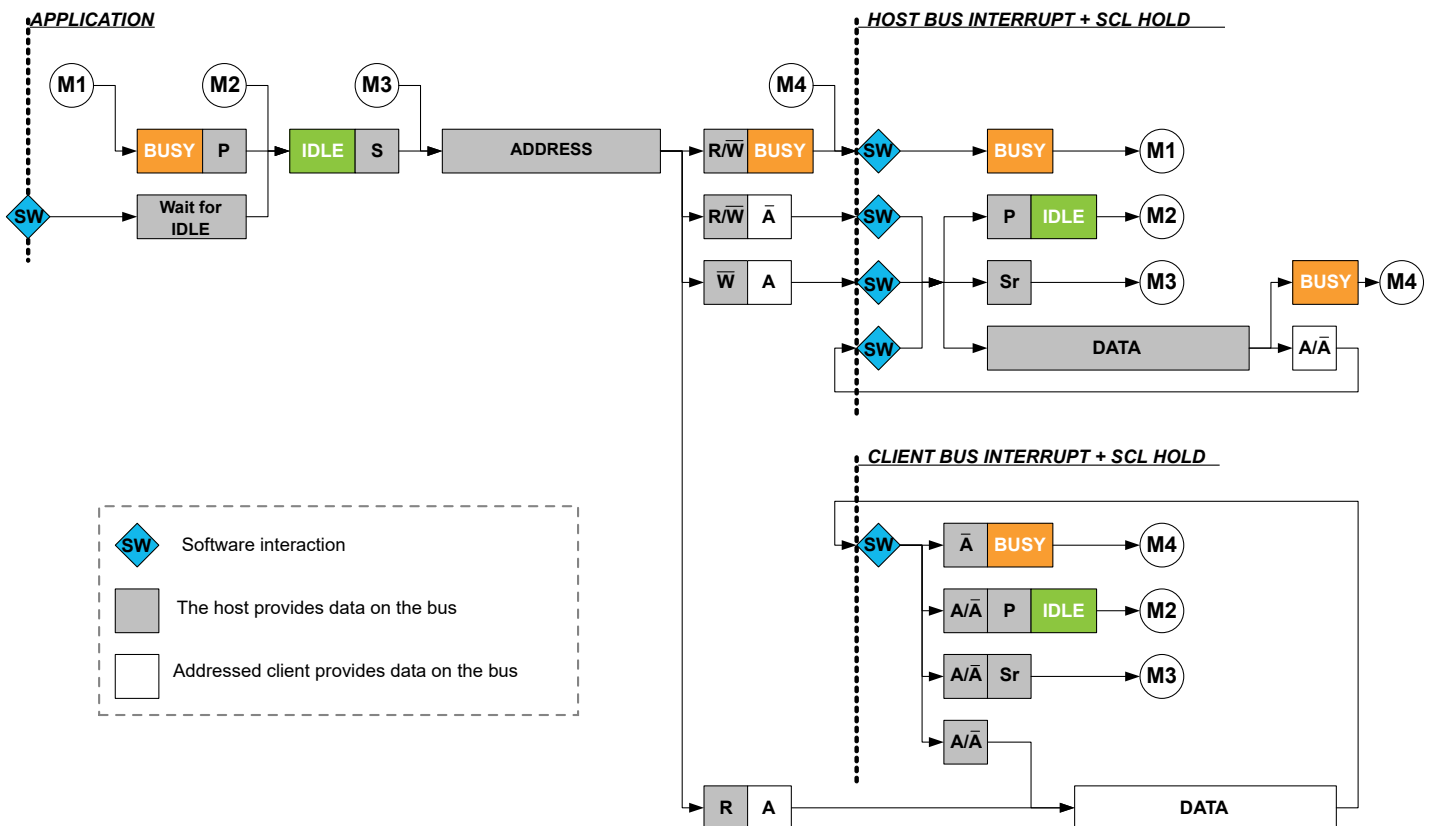 APPLICATION
HOST BUS INTERRUPT + SCL HOLD
M1
M2
M3
M4
BUSY P
IDLE S
ADDRESS
R/W̅ BUSY
SW
BUSY
M1
SW
Wait for
IDLE
R/W̅ A̅
SW
P IDLE
M2
W̅ A
SW
Sr
M3
BUSY
M4
SW
DATA
A/A̅
CLIENT BUS INTERRUPT + SCL HOLD
SW
A̅ BUSY
M4
A/A̅ P IDLE
M2
A/A̅ Sr
M3
A/A̅
R A
DATA
SW
Software interaction
The host provides data on the bus
Addressed client provides data on the bus